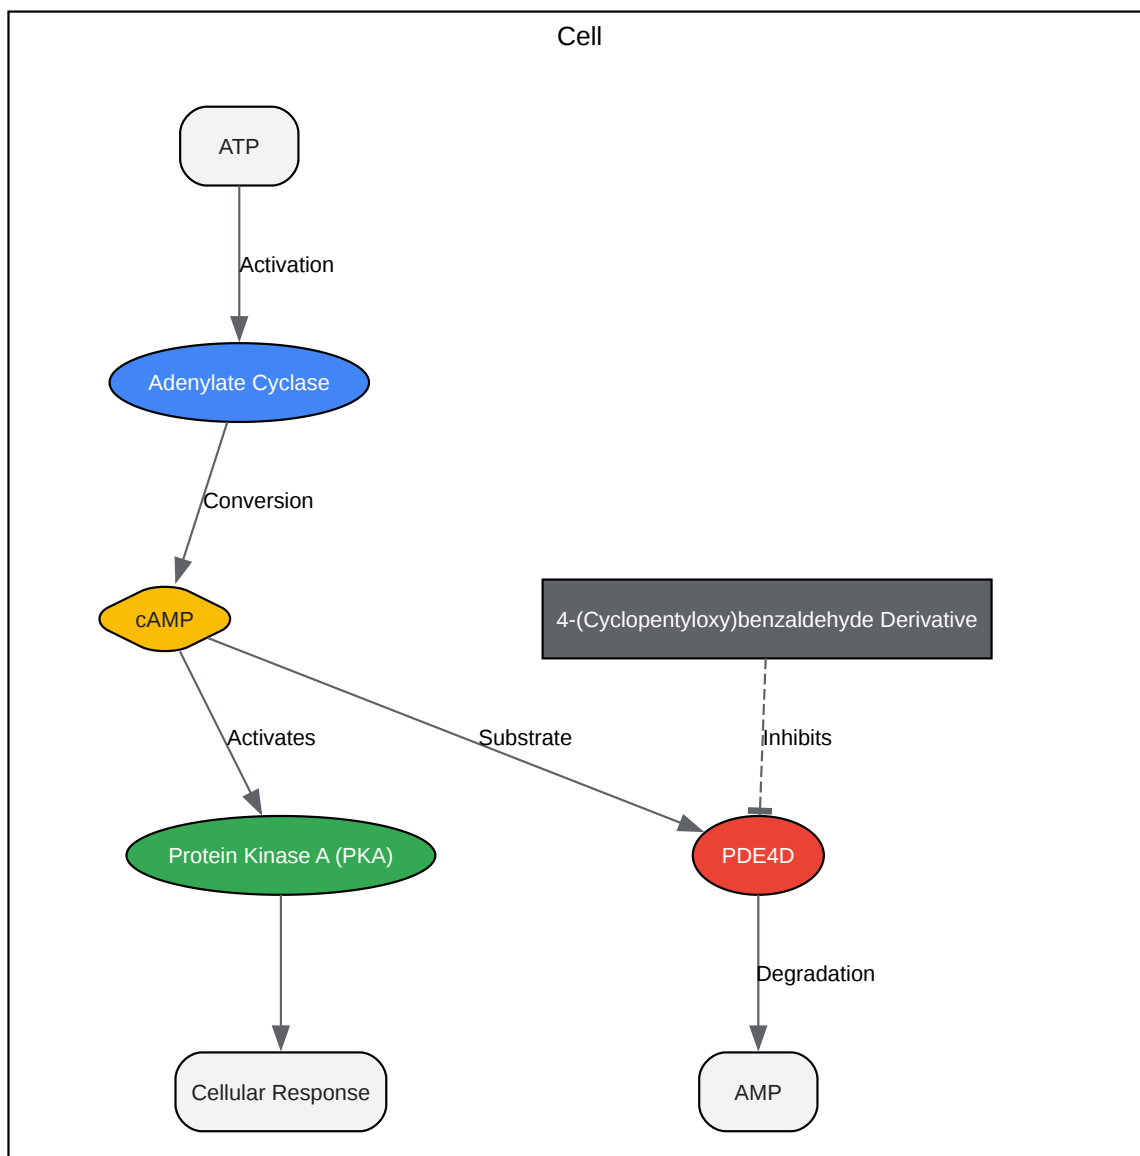 Cell
ATP
Activation
Adenylate Cyclase
Conversion
cAMP
4-(Cyclopentyloxy)benzaldehyde Derivative
Activates
Substrate
Inhibits
Protein Kinase A (PKA)
PDE4D
Degradation
Cellular Response
AMP